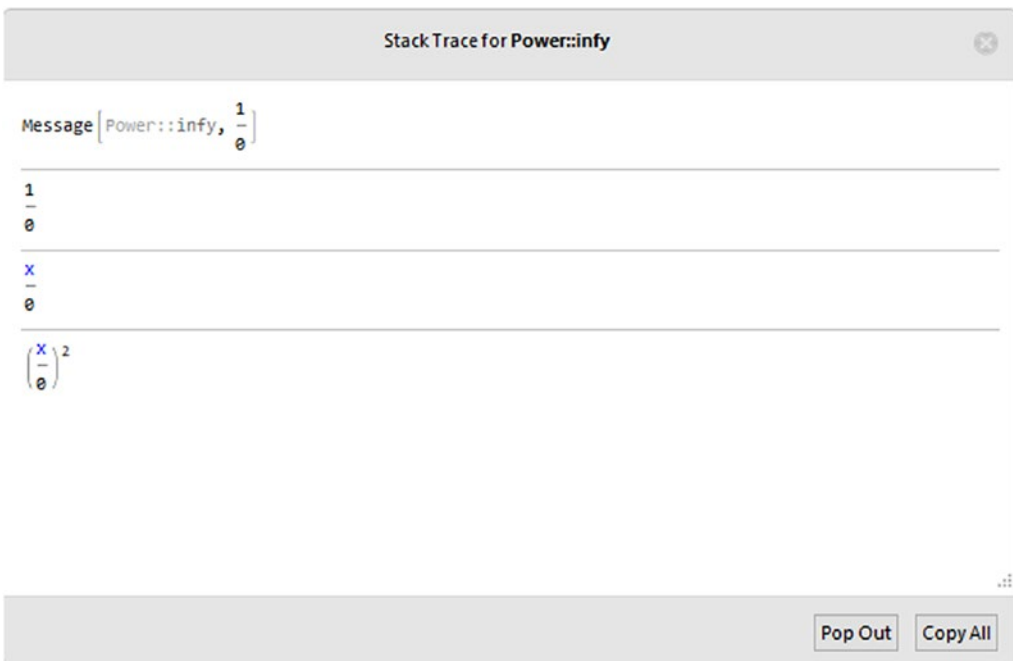 Stack Trace for Power::infy
Message[Power::infy, 1/0]
1/0
x/0
(x/0)²
Pop Out Copy All